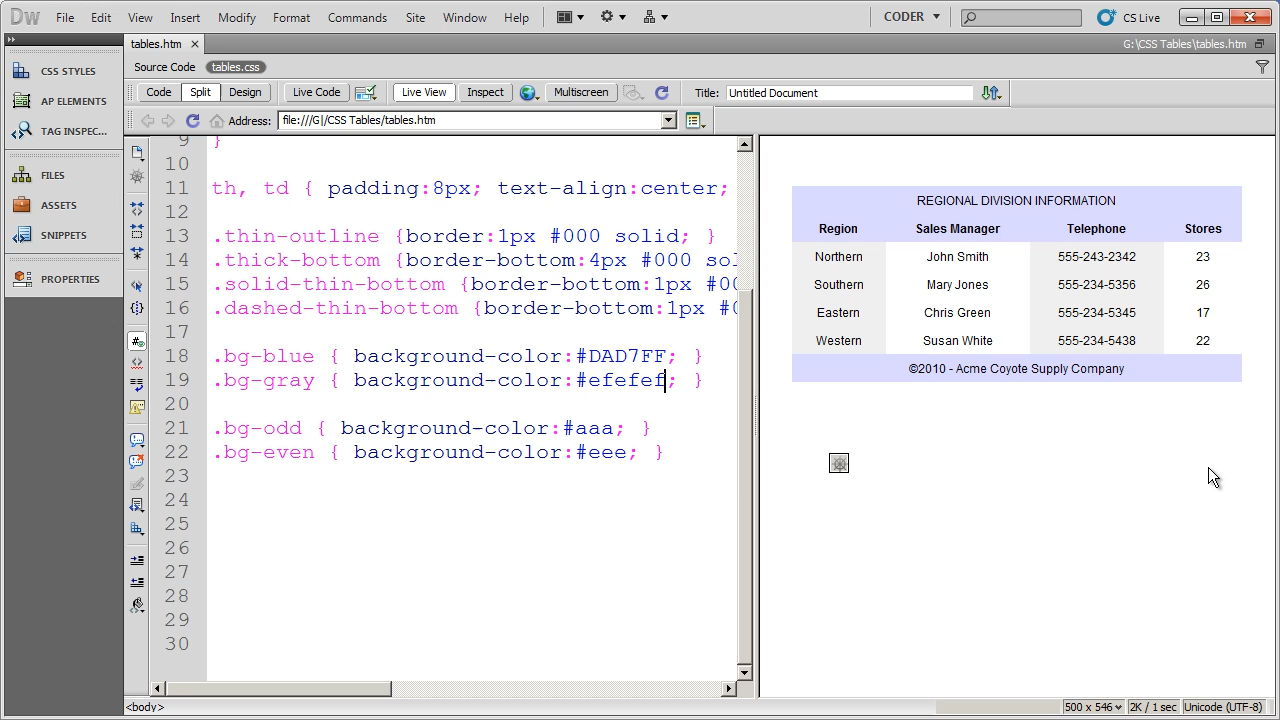 Dw File Edit View Insert Modify Format Commands Site Window Help CODER CS Live
tables.htm × G:\CSS Tables\tables.htm
Source Code tables.css
Code Split Design Live Code Live View Inspect Multiscreen Title: Untitled Document
Address: file:///G|/CSS Tables/tables.htm
CSS STYLES
AP ELEMENTS
TAG INSPEC...
FILES
ASSETS
SNIPPETS
PROPERTIES
9 }
10
11 th, td { padding:8px; text-align:center;
12
13 .thin-outline {border:1px #000 solid; }
14 .thick-bottom {border-bottom:4px #000 sol
15 .solid-thin-bottom {border-bottom:1px #00
16 .dashed-thin-bottom {border-bottom:1px #0
17
18 .bg-blue { background-color:#DAD7FF; }
19 .bg-gray { background-color:#efefef; }
20
21 .bg-odd { background-color:#aaa; }
22 .bg-even { background-color:#eee; }
23
24
25
26
27
28
29
30
REGIONAL DIVISION INFORMATION
Region Sales Manager Telephone Stores
Northern John Smith 555-243-2342 23
Southern Mary Jones 555-234-5356 26
Eastern Chris Green 555-234-5345 17
Western Susan White 555-234-5438 22
©2010 - Acme Coyote Supply Company
<body> 500 x 546 2K / 1 sec Unicode (UTF-8)